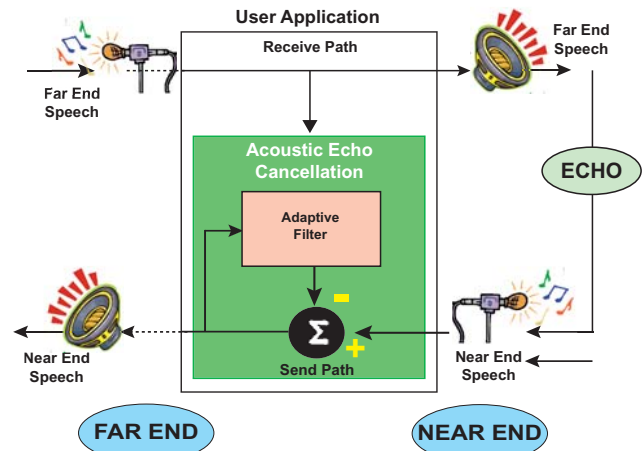 User Application
Receive Path
Far End
Speech
Far End
Speech
Acoustic Echo
Cancellation
ECHO
Adaptive
Filter
−
Σ
+
Near End
Speech
Send Path
Near End
Speech
FAR END
NEAR END